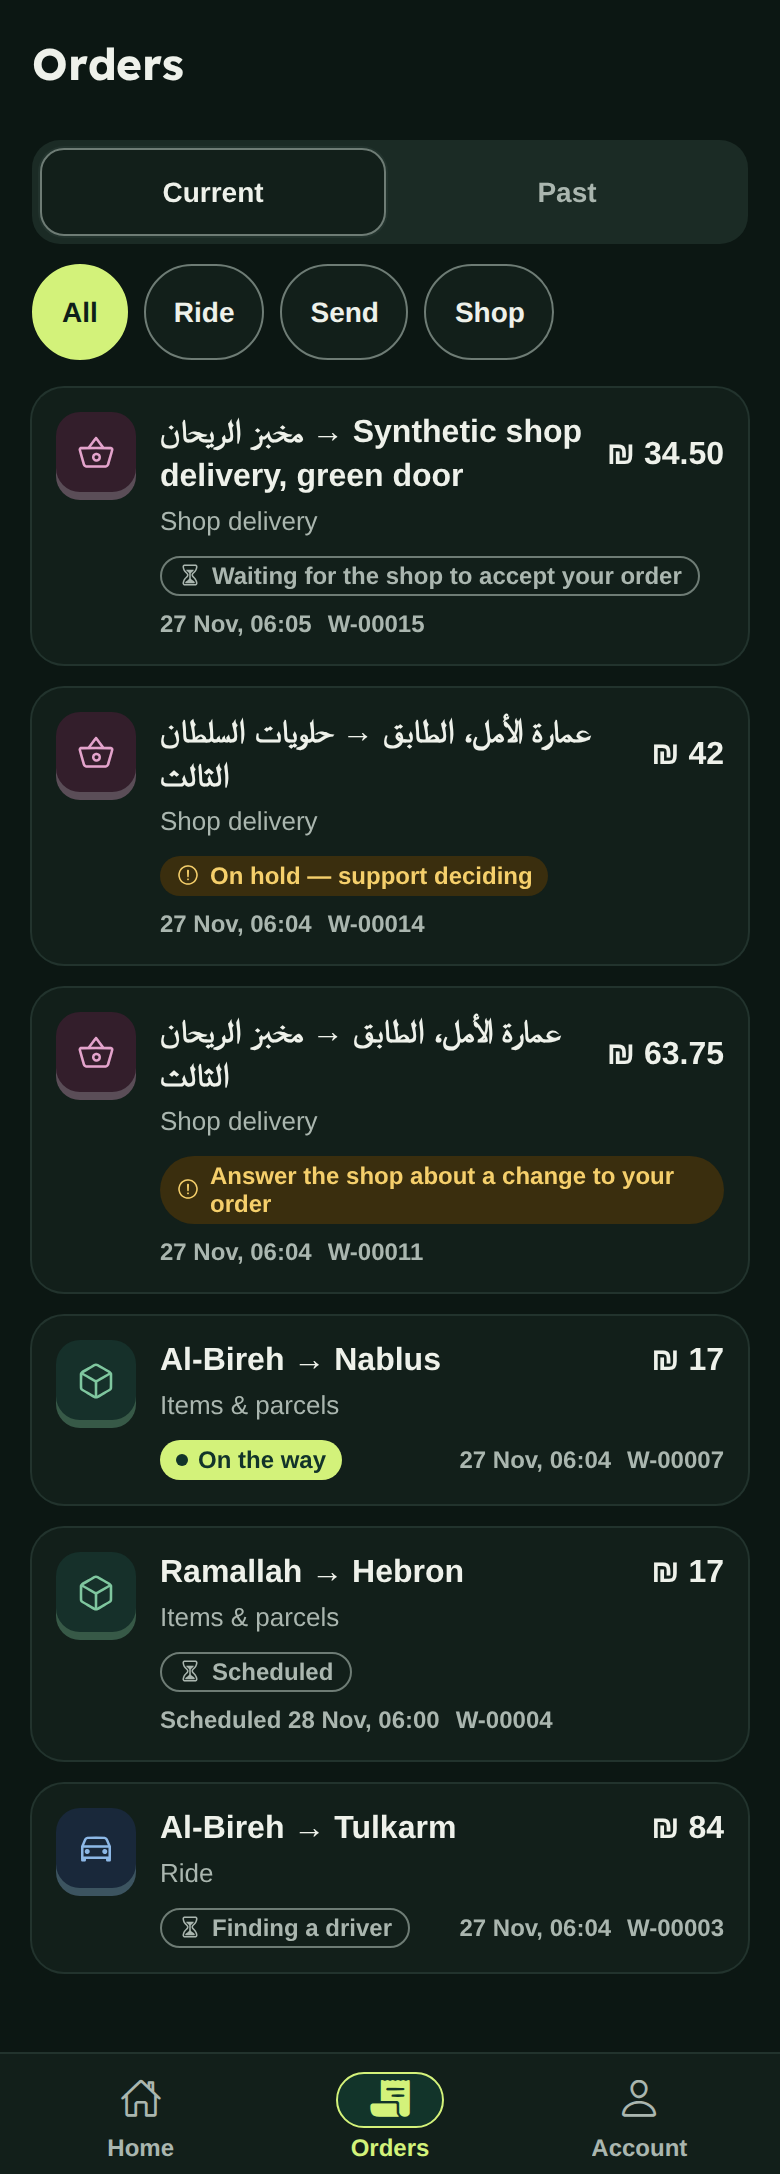 Orders
Current
Past
All
Ride
Send
Shop
مخبز الريحان → Synthetic shop
delivery, green door
₪ 34.50
Shop delivery
Waiting for the shop to accept your order
27 Nov, 06:05 W-00015
حلويات السلطان → عمارة الأمل، الطابق
الثالث
₪ 42
Shop delivery
On hold — support deciding
27 Nov, 06:04 W-00014
مخبز الريحان → عمارة الأمل، الطابق
الثالث
₪ 63.75
Shop delivery
Answer the shop about a change to your
order
27 Nov, 06:04 W-00011
Al-Bireh → Nablus
₪ 17
Items & parcels
On the way
27 Nov, 06:04 W-00007
Ramallah → Hebron
₪ 17
Items & parcels
Scheduled
Scheduled 28 Nov, 06:00 W-00004
Al-Bireh → Tulkarm
₪ 84
Ride
Finding a driver
27 Nov, 06:04 W-00003
Home
Orders
Account